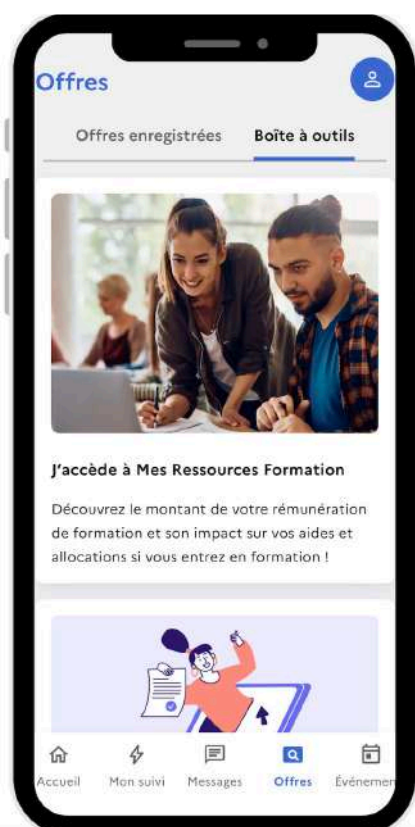 Offres
Offres enregistrées Boîte à outils
J'accède à Mes Ressources Formation
Découvrez le montant de votre rémunération
de formation et son impact sur vos aides et
allocations si vous entrez en formation !
Accueil Mon suivi Messages Offres Événemen